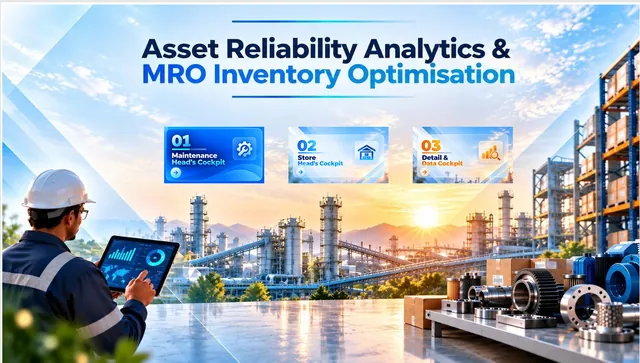 Asset Reliability Analytics &
MRO Inventory Optimisation
01
Maintenance
Head's Cockpit
02
Store
Head's Cockpit
03
Detail &
Data Cockpit